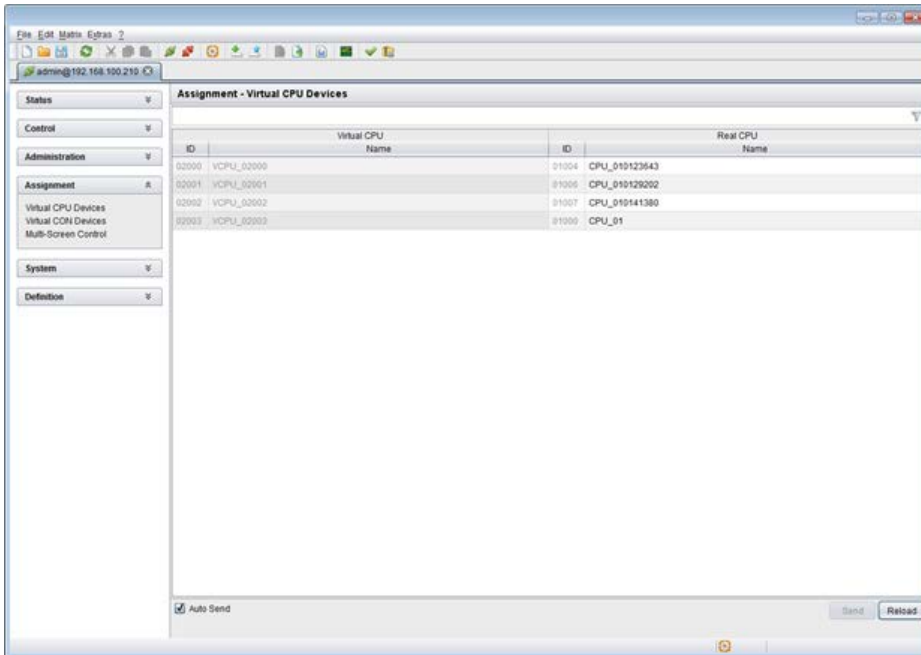 File Edit Matrix Extras ?
admin@192.168.100.210
Status
Control
Administration
Assignment
Virtual CPU Devices
Virtual CON Devices
Multi-Screen Control
System
Definition
Assignment - Virtual CPU Devices
Virtual CPU Real CPU
ID Name ID Name
02000 VCPU_02000 01004 CPU_010123643
02001 VCPU_02001 01006 CPU_010129202
02002 VCPU_02002 01007 CPU_010141380
02003 VCPU_02003 01000 CPU_01
Auto Send
Send Reload